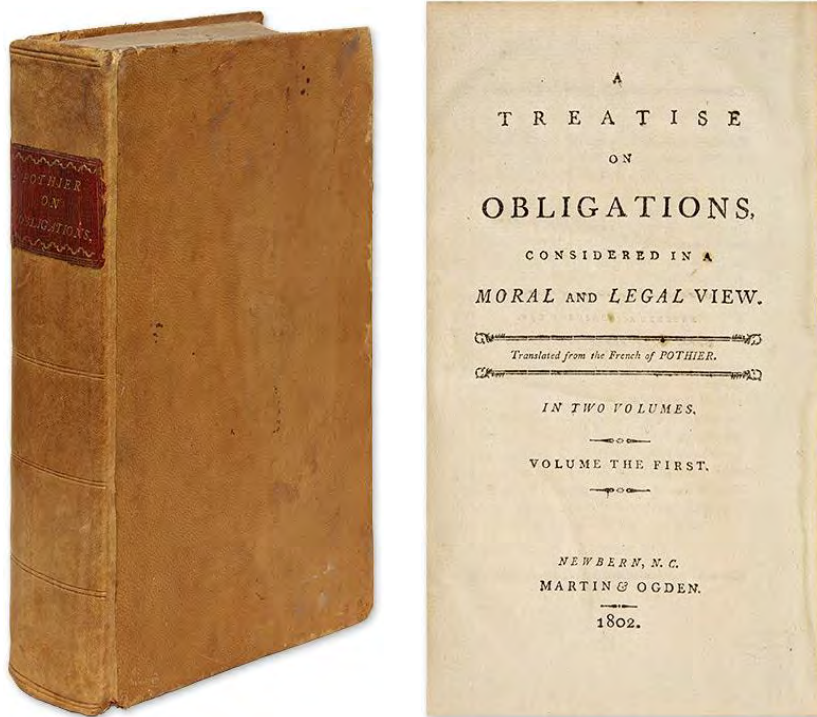 POTHIER
ON
OBLIGATIONS.
A
TREATISE
ON
OBLIGATIONS,
CONSIDERED IN A
MORAL AND LEGAL VIEW.
Translated from the French of POTHIER.
IN TWO VOLUMES.
VOLUME THE FIRST.
NEWBERN, N. C.
MARTIN & OGDEN.
1802.